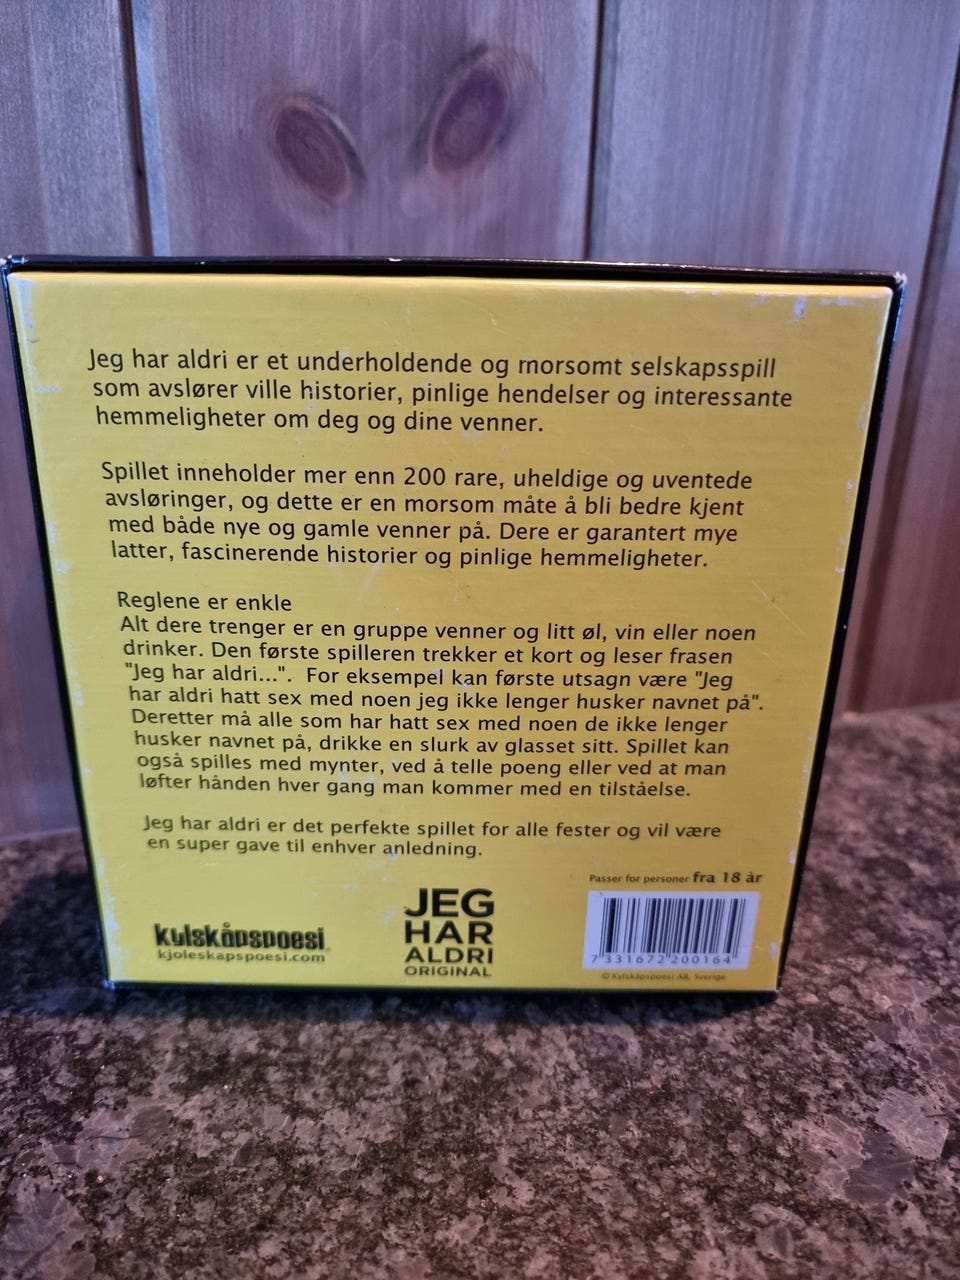 Jeg har aldri er et underholdende og morsomt selskapsspill
som avslører ville historier, pinlige hendelser og interessante
hemmeligheter om deg og dine venner.
Spillet inneholder mer enn 200 rare, uheldige og uventede
avsløringer, og dette er en morsom måte å bli bedre kjent
med både nye og gamle venner på. Dere er garantert mye
latter, fascinerende historier og pinlige hemmeligheter.
Reglene er enkle
Alt dere trenger er en gruppe venner og litt øl, vin eller noen
drinker. Den første spilleren trekker et kort og leser frasen
"Jeg har aldri...". For eksempel kan første utsagn være "Jeg
har aldri hatt sex med noen jeg ikke lenger husker navnet på".
Deretter må alle som har hatt sex med noen de ikke lenger
husker navnet på, drikke en slurk av glasset sitt. Spillet kan
også spilles med mynter, ved å telle poeng eller ved at man
løfter hånden hver gang man kommer med en tilståelse.
Jeg har aldri er det perfekte spillet for alle fester og vil være
en super gave til enhver anledning.
Passer for personer fra 18 år
kylskåpspoesi
kjoleskapspoesi.com
JEG
HAR
ALDRI
ORIGINAL
7 331672 200164
© Kylskåpspoesi AB, Sverige